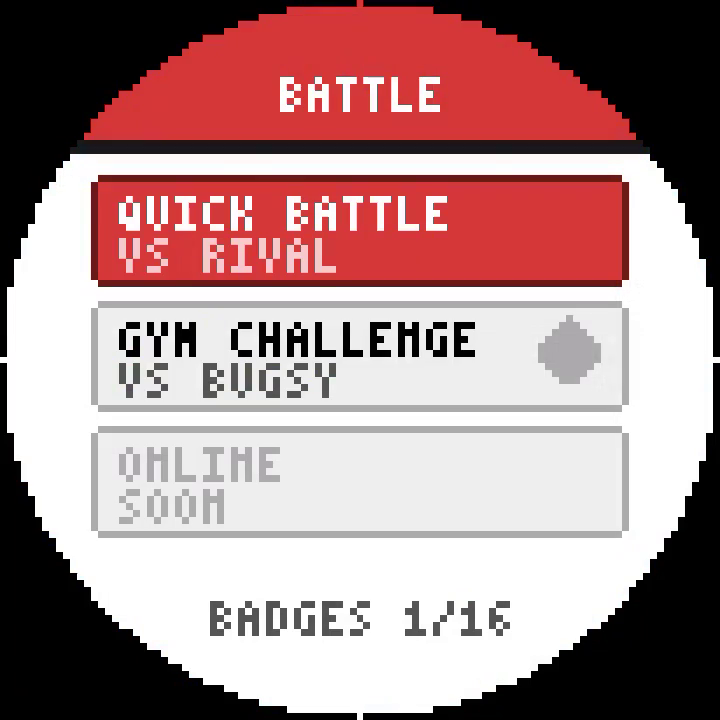 BATTLE
QUICK BATTLE
VS RIVAL
GYM CHALLENGE
VS BUGSY
ONLINE
SOON
BADGES 1/16